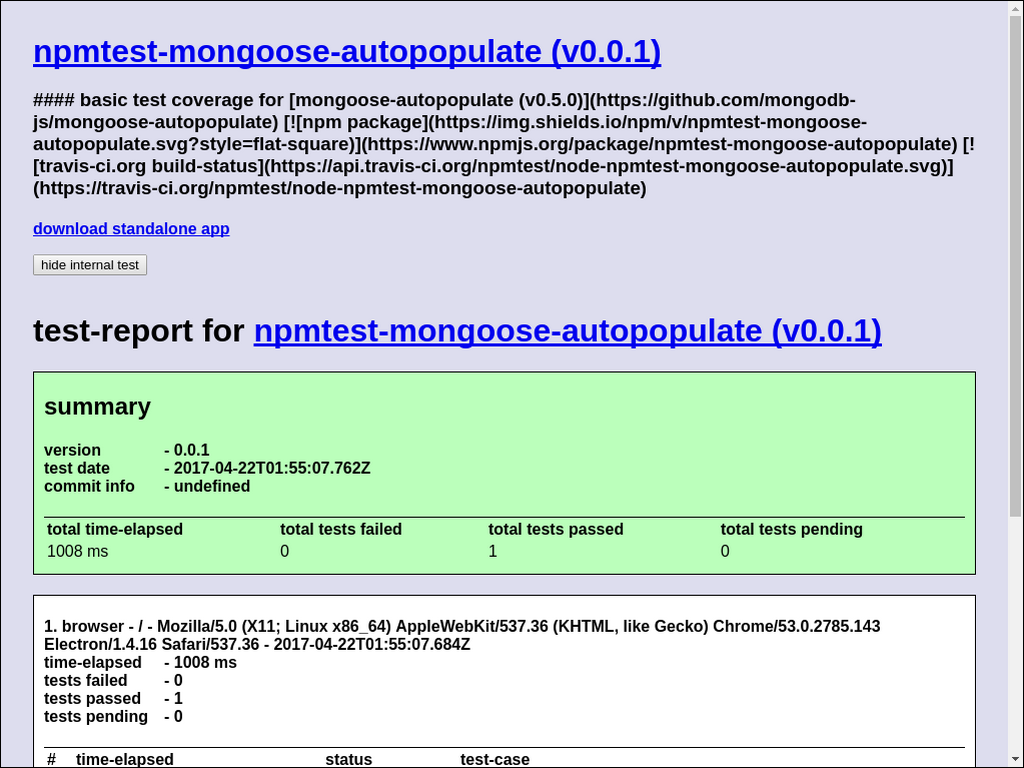 npmtest-mongoose-autopopulate (v0.0.1)
#### basic test coverage for [mongoose-autopopulate (v0.5.0)](https://github.com/mongodb-
js/mongoose-autopopulate) [![npm package](https://img.shields.io/npm/v/npmtest-mongoose-
autopopulate.svg?style=flat-square)](https://www.npmjs.org/package/npmtest-mongoose-autopopulate) [!
[travis-ci.org build-status](https://api.travis-ci.org/npmtest/node-npmtest-mongoose-autopopulate.svg)]
(https://travis-ci.org/npmtest/node-npmtest-mongoose-autopopulate)
download standalone app
hide internal test
test-report for npmtest-mongoose-autopopulate (v0.0.1)
summary
version - 0.0.1
test date - 2017-04-22T01:55:07.762Z
commit info - undefined
total time-elapsed total tests failed total tests passed total tests pending
1008 ms 0 1 0
1. browser - / - Mozilla/5.0 (X11; Linux x86_64) AppleWebKit/537.36 (KHTML, like Gecko) Chrome/53.0.2785.143
Electron/1.4.16 Safari/537.36 - 2017-04-22T01:55:07.684Z
time-elapsed - 1008 ms
tests failed - 0
tests passed - 1
tests pending - 0
# time-elapsed status test-case